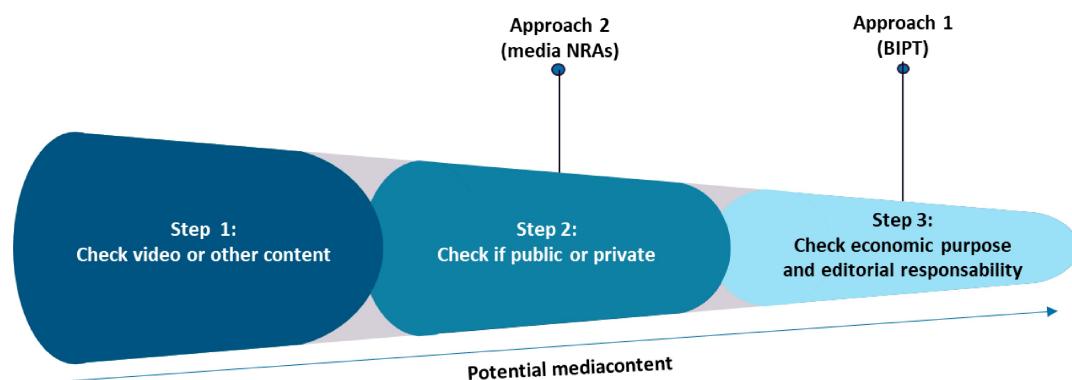 Approach 2
(media NRAs)
Approach 1
(BIPT)
Step 1:
Check video or other content
Step 2:
Check if public or private
Step 3:
Check economic purpose
and editorial responsability
Potential mediacontent